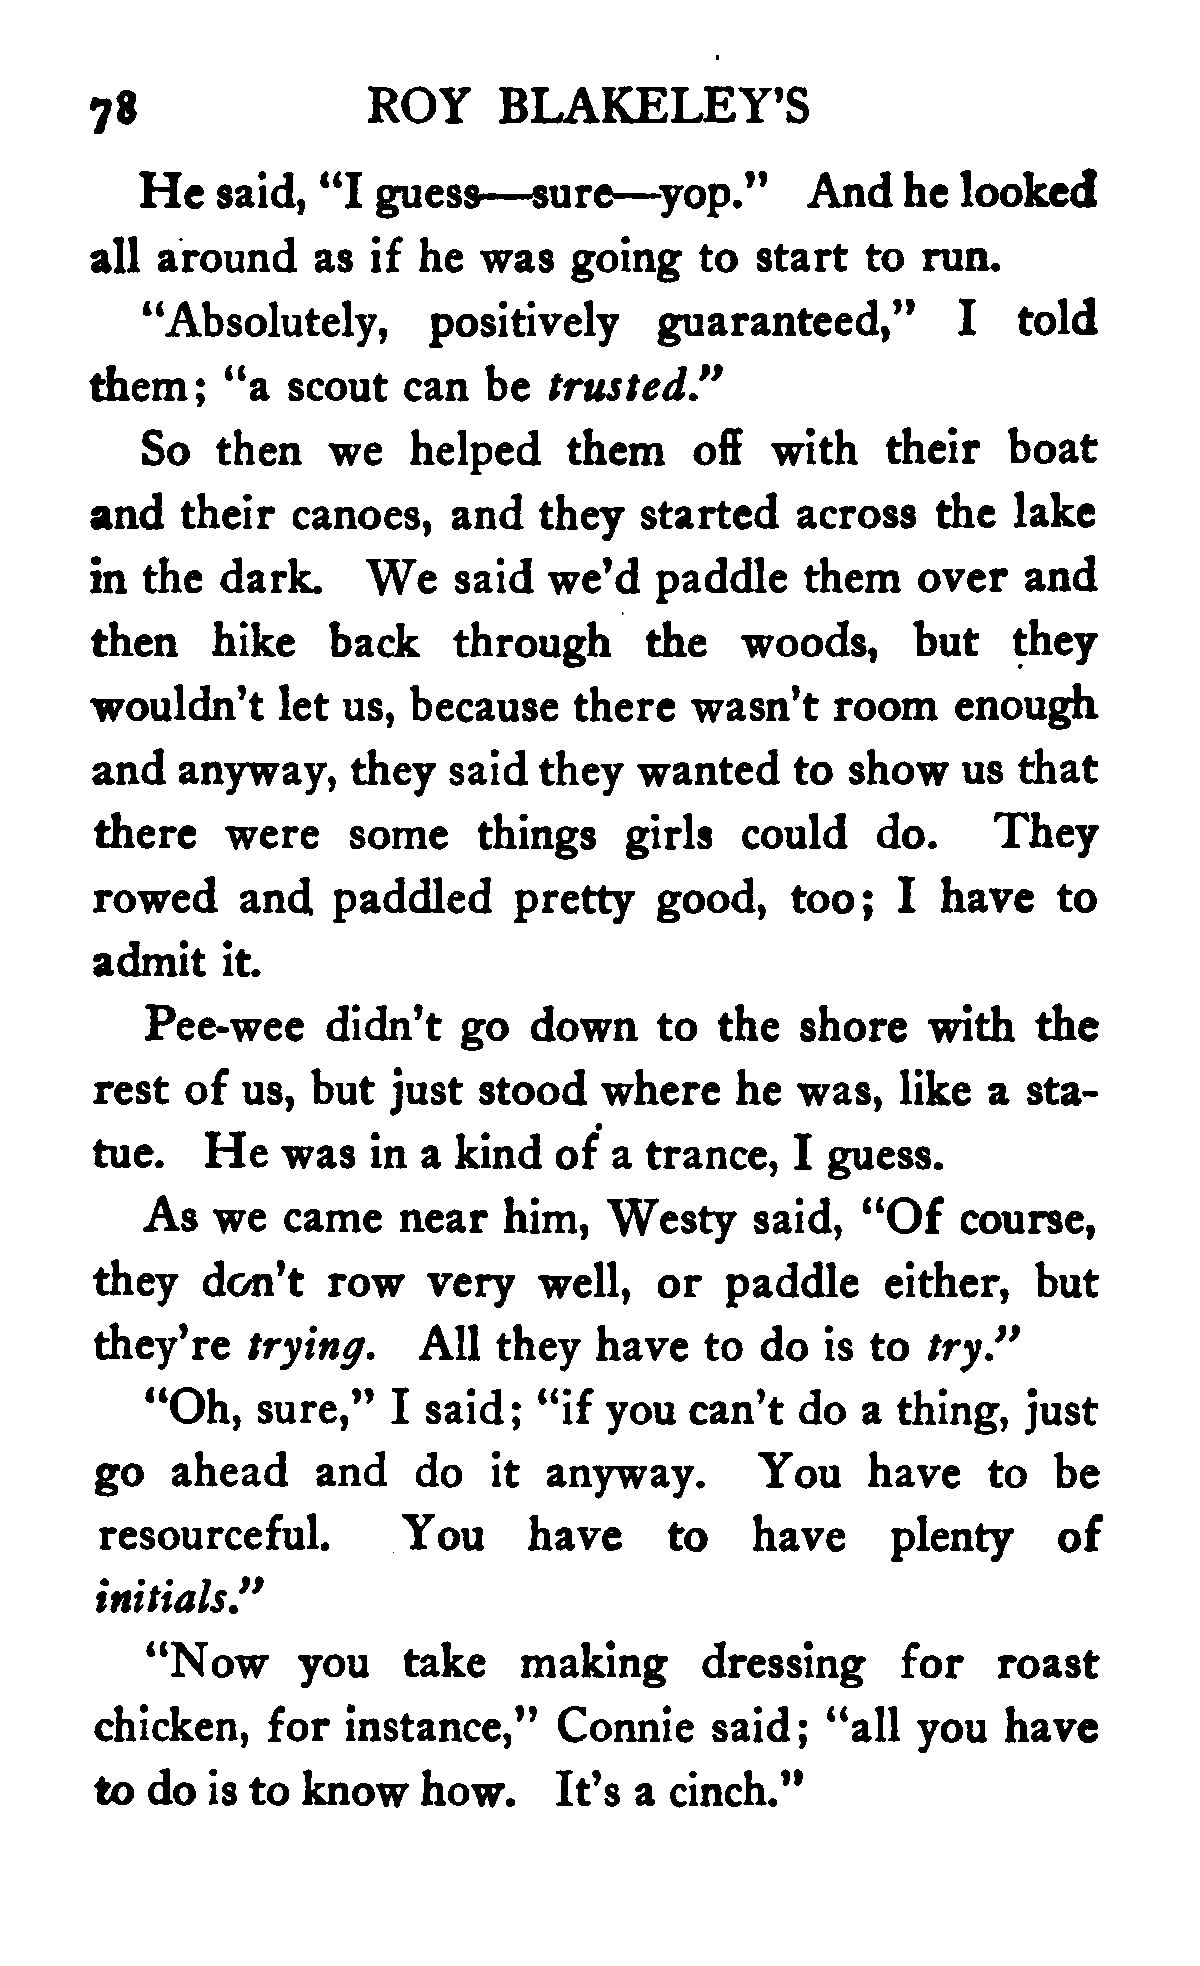 78 ROY BLAKELEY'S
He said, "I guess—sure—yop." And he looked
all around as if he was going to start to run.
"Absolutely, positively guaranteed," I told
them; "a scout can be trusted."
So then we helped them off with their boat
and their canoes, and they started across the lake
in the dark. We said we'd paddle them over and
then hike back through the woods, but they
wouldn't let us, because there wasn't room enough
and anyway, they said they wanted to show us that
there were some things girls could do. They
rowed and paddled pretty good, too; I have to
admit it.
Pee-wee didn't go down to the shore with the
rest of us, but just stood where he was, like a sta-
tue. He was in a kind of a trance, I guess.
As we came near him, Westy said, "Of course,
they don't row very well, or paddle either, but
they're trying. All they have to do is to try."
"Oh, sure," I said; "if you can't do a thing, just
go ahead and do it anyway. You have to be
resourceful. You have to have plenty of
initials."
"Now you take making dressing for roast
chicken, for instance," Connie said; "all you have
to do is to know how. It's a cinch."